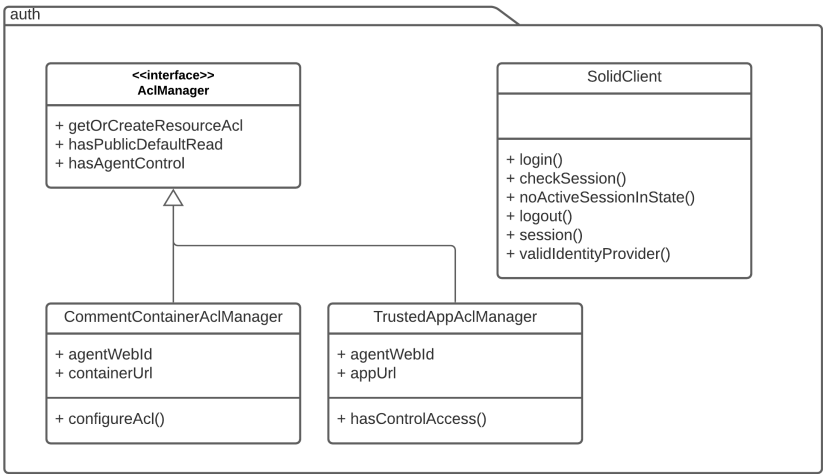 auth
<<interface>>
AclManager
+ getOrCreateResourceAcl
+ hasPublicDefaultRead
+ hasAgentControl
SolidClient
+ login()
+ checkSession()
+ noActiveSessionInState()
+ logout()
+ session()
+ validIdentityProvider()
CommentContainerAclManager
+ agentWebId
+ containerUrl
+ configureAcl()
TrustedAppAclManager
+ agentWebId
+ appUrl
+ hasControlAccess()